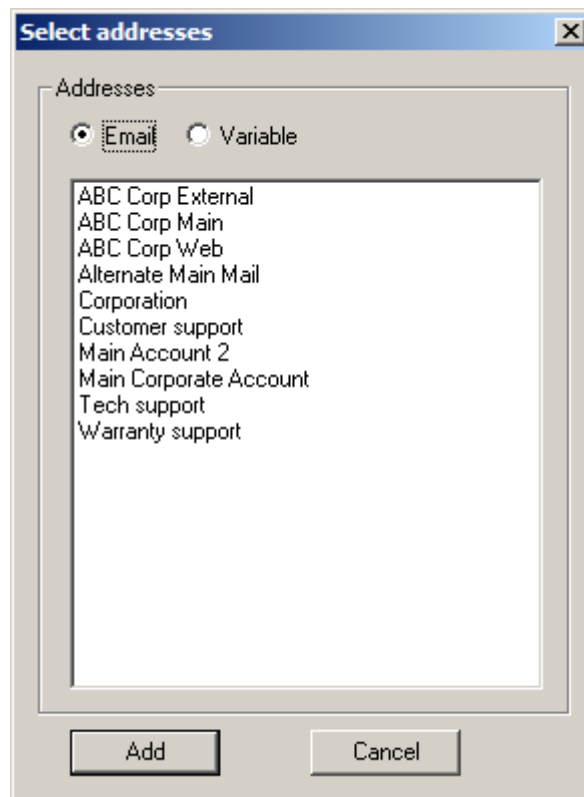 Select addresses
Addresses
Email Variable
ABC Corp External
ABC Corp Main
ABC Corp Web
Alternate Main Mail
Corporation
Customer support
Main Account 2
Main Corporate Account
Tech support
Warranty support
Add Cancel